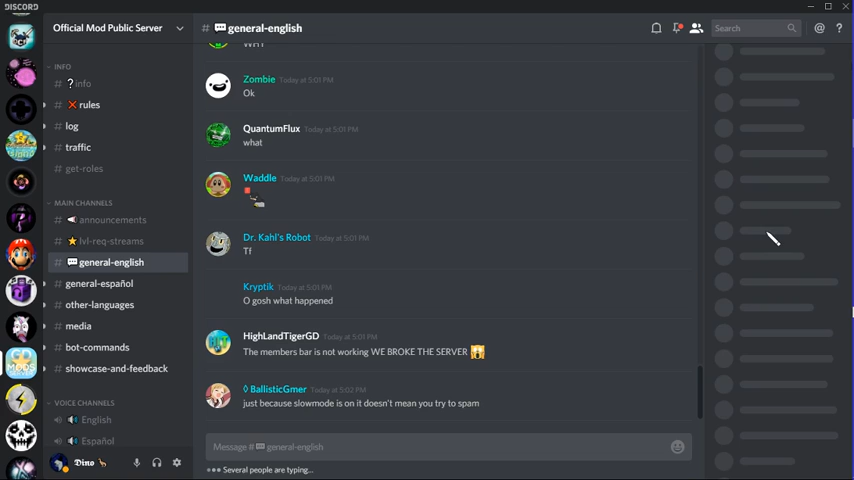 DISCORD
Official Mod Public Server
# general-english
Search
INFO
# ?info
# rules
# log
# traffic
# get-roles
MAIN CHANNELS
# announcements
# lvl-req-streams
# general-english
# general-español
# other-languages
# media
# bot-commands
# showcase-and-feedback
VOICE CHANNELS
English
Español
Dino
WHY
Zombie Today at 5:01 PM
Ok
QuantumFlux Today at 5:01 PM
what
Waddle Today at 5:01 PM
Dr. Kahl's Robot Today at 5:01 PM
Tf
Kryptik Today at 5:01 PM
O gosh what happened
HighLandTigerGD Today at 5:01 PM
The members bar is not working WE BROKE THE SERVER
◊ BallisticGmer Today at 5:02 PM
just because slowmode is on it doesn't mean you try to spam
Message # general-english
Several people are typing...